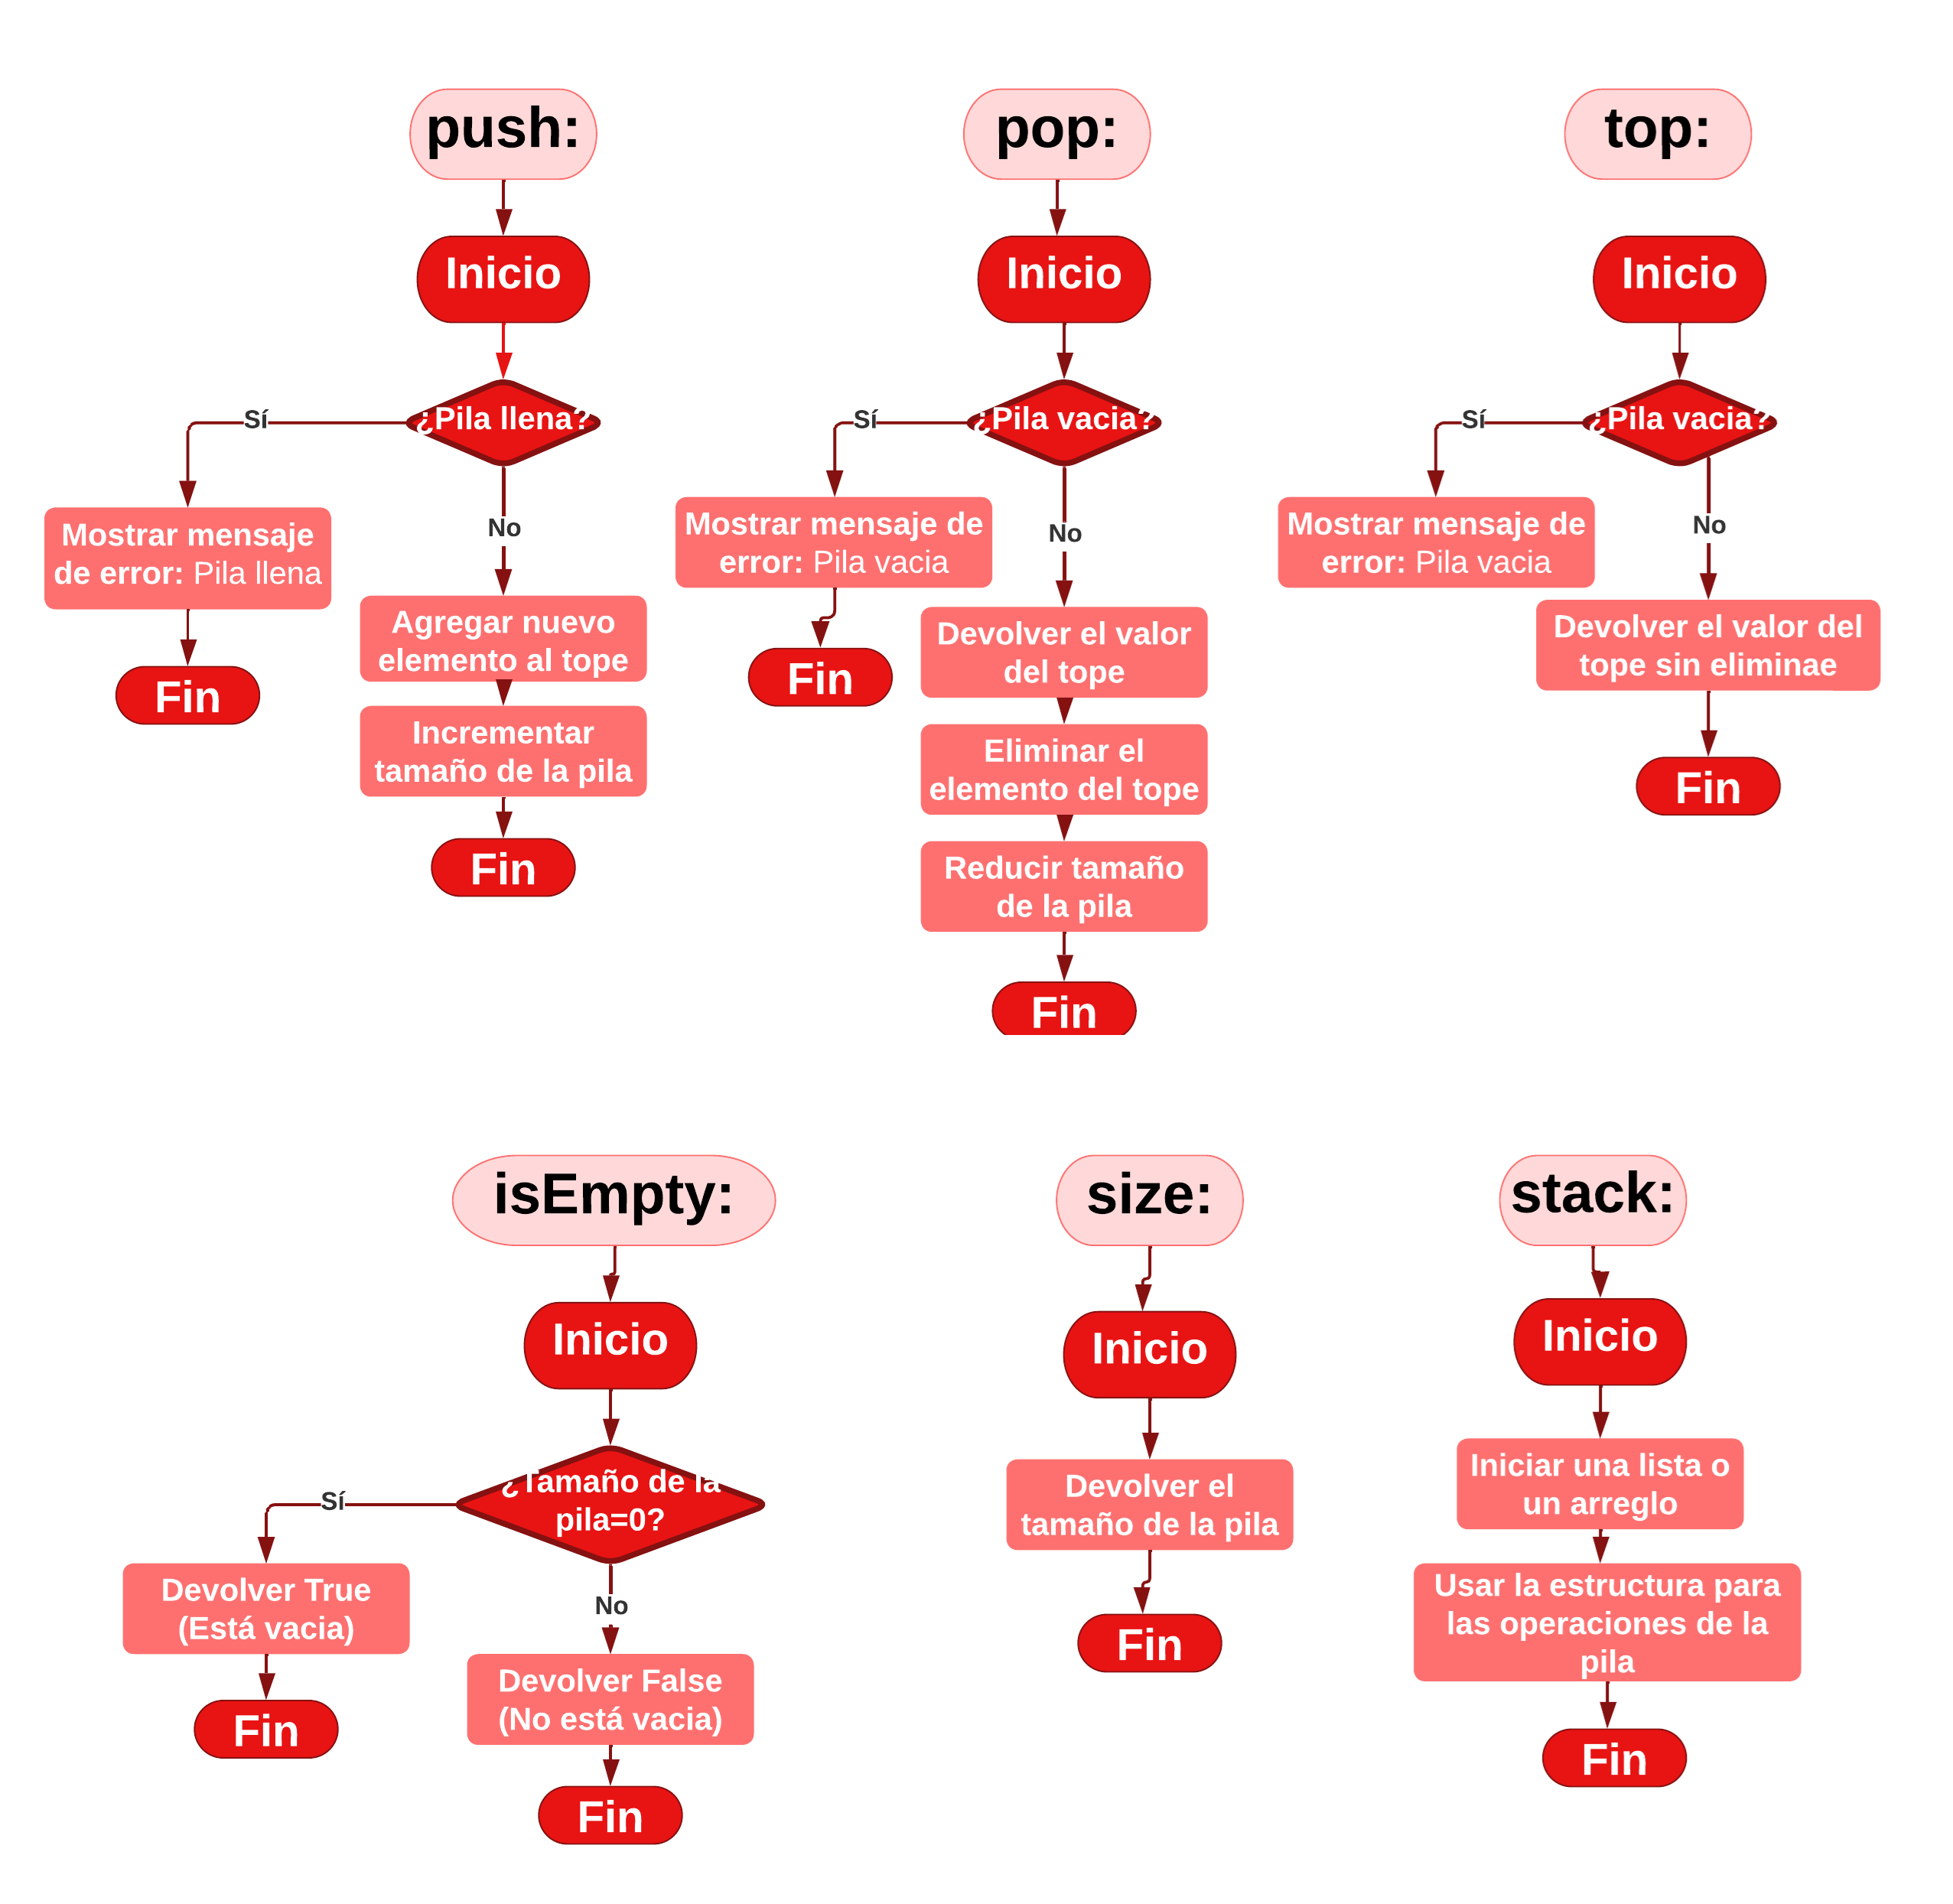 push:
Inicio
¿Pila llena?
Sí
No
Mostrar mensaje
de error: Pila llena
Fin
Agregar nuevo
elemento al tope
Incrementar
tamaño de la pila
Fin
pop:
Inicio
¿Pila vacia?
Sí
No
Mostrar mensaje de
error: Pila vacia
Fin
Devolver el valor
del tope
Eliminar el
elemento del tope
Reducir tamaño
de la pila
Fin
top:
Inicio
¿Pila vacia?
Sí
No
Mostrar mensaje de
error: Pila vacia
Devolver el valor del
tope sin eliminae
Fin
isEmpty:
Inicio
¿Tamaño de la
pila=0?
Sí
No
Devolver True
(Está vacia)
Fin
Devolver False
(No está vacia)
Fin
size:
Inicio
Devolver el
tamaño de la pila
Fin
stack:
Inicio
Iniciar una lista o
un arreglo
Usar la estructura para
las operaciones de la
pila
Fin